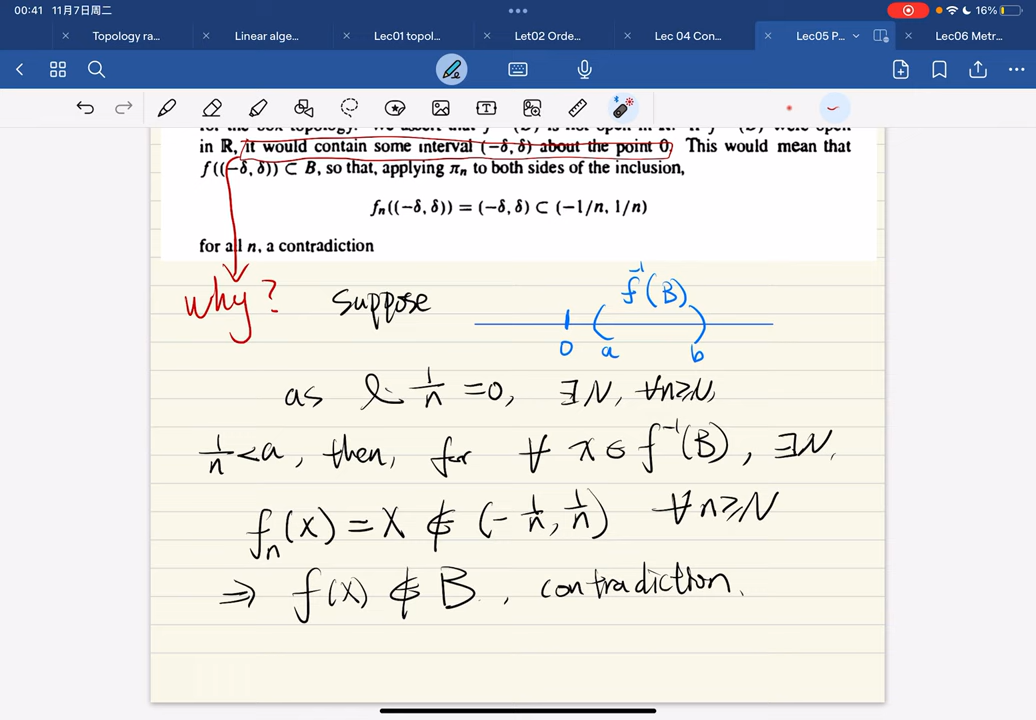 00:41 11月7日周二
16%
Topology ra...
Linear alge...
Lec01 topol...
Let02 Orde...
Lec 04 Con...
Lec05 P...
Lec06 Metr...
in R, it would contain some interval (−δ, δ) about the point 0. This would mean that
f((−δ, δ)) ⊂ B, so that, applying πn to both sides of the inclusion,
fn((−δ, δ)) = (−δ, δ) ⊂ (−1/n, 1/n)
for all n, a contradiction
why? suppose
f⁻¹(B)
0 a b
as li 1/n = 0, ∃N, ∀n≥N,
1/n < a, then, for ∀ x ∈ f⁻¹(B), ∃N,
fn(x) = x ∉ (−1/n, 1/n) ∀n≥N
⇒ f(x) ∉ B, contradiction.